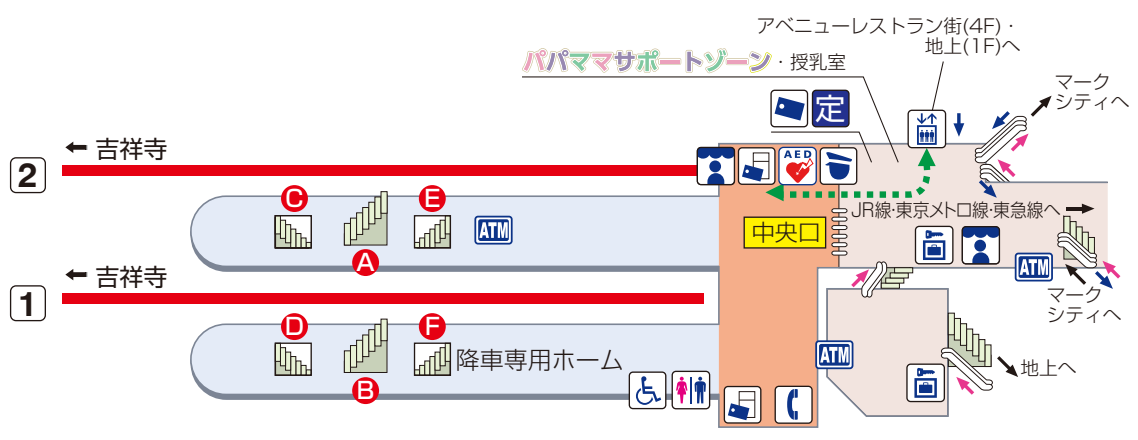 アベニューレストラン街(4F)・
地上(1F)へ
パパママサポートゾーン・授乳室
マーク
シティへ
定
← 吉祥寺
2
AED
C
E
A
ATM
中央口
JR線・東京メトロ線・東急線へ →
ATM
マーク
シティへ
← 吉祥寺
1
D
F
B
降車専用ホーム
ATM
地上へ